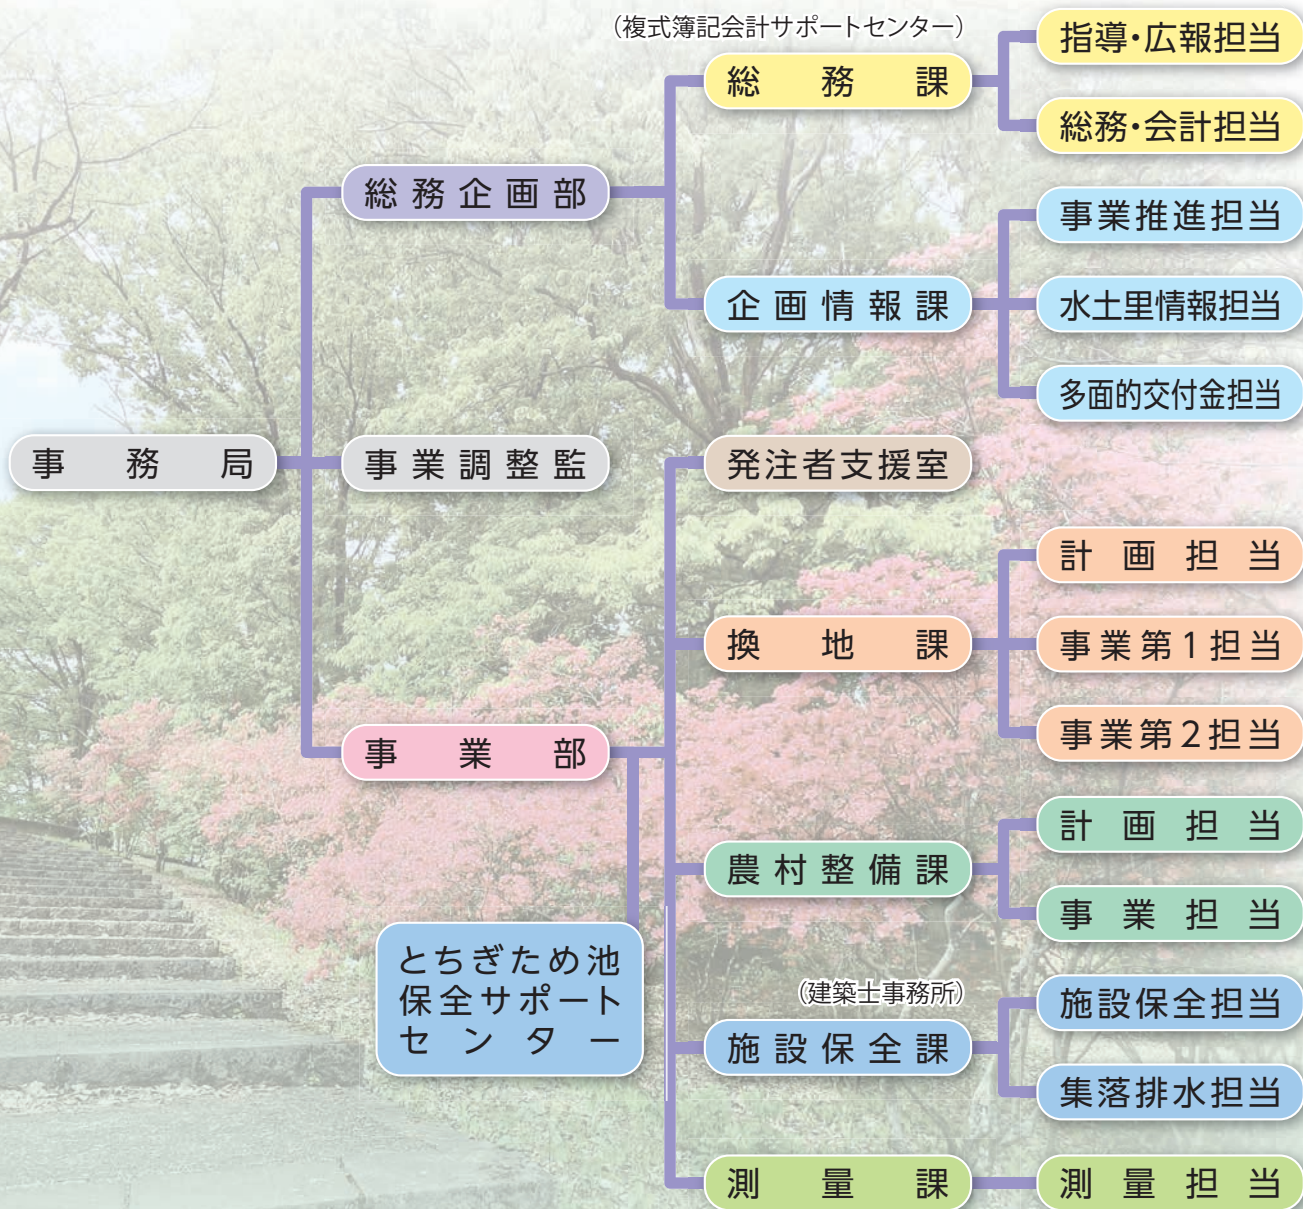 事務局
総務企画部
（複式簿記会計サポートセンター）
総務課
指導・広報担当
総務・会計担当
企画情報課
事業推進担当
水土里情報担当
多面的交付金担当
事業調整監
事業部
とちぎため池
保全サポート
センター
発注者支援室
換地課
計画担当
事業第1担当
事業第2担当
農村整備課
計画担当
事業担当
（建築士事務所）
施設保全課
施設保全担当
集落排水担当
測量課
測量担当